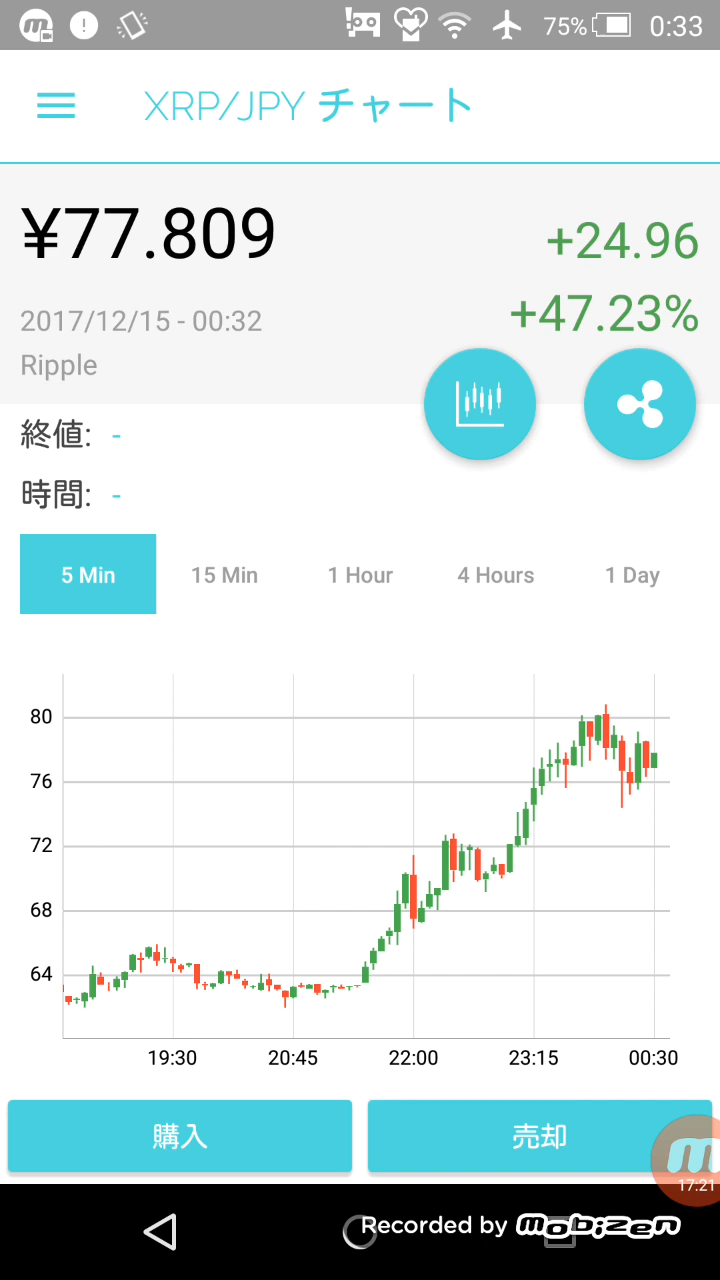 75% 0:33
XRP/JPY チャート
¥77.809
+24.96
2017/12/15 - 00:32
+47.23%
Ripple
終値: -
時間: -
5 Min 15 Min 1 Hour 4 Hours 1 Day
80
76
72
68
64
19:30 20:45 22:00 23:15 00:30
購入 売却
17:21
Recorded by mobizen